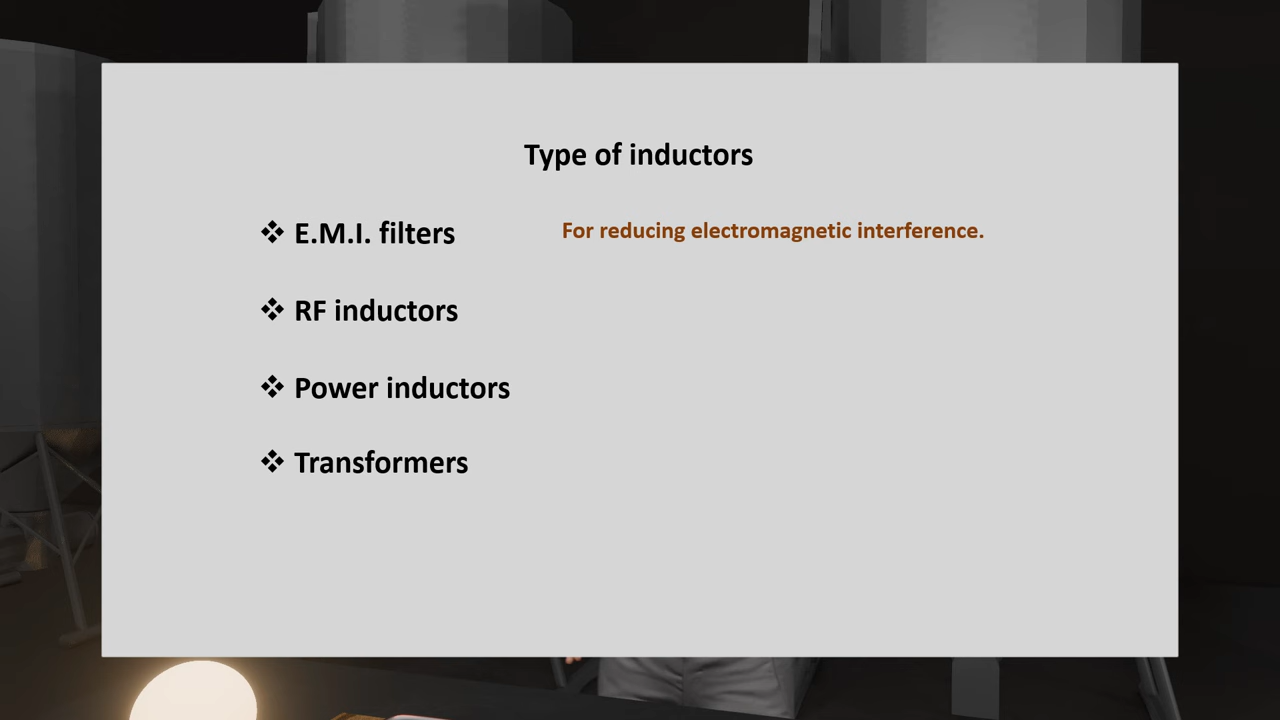 Type of inductors
❖ E.M.I. filters For reducing electromagnetic interference.
❖ RF inductors
❖ Power inductors
❖ Transformers